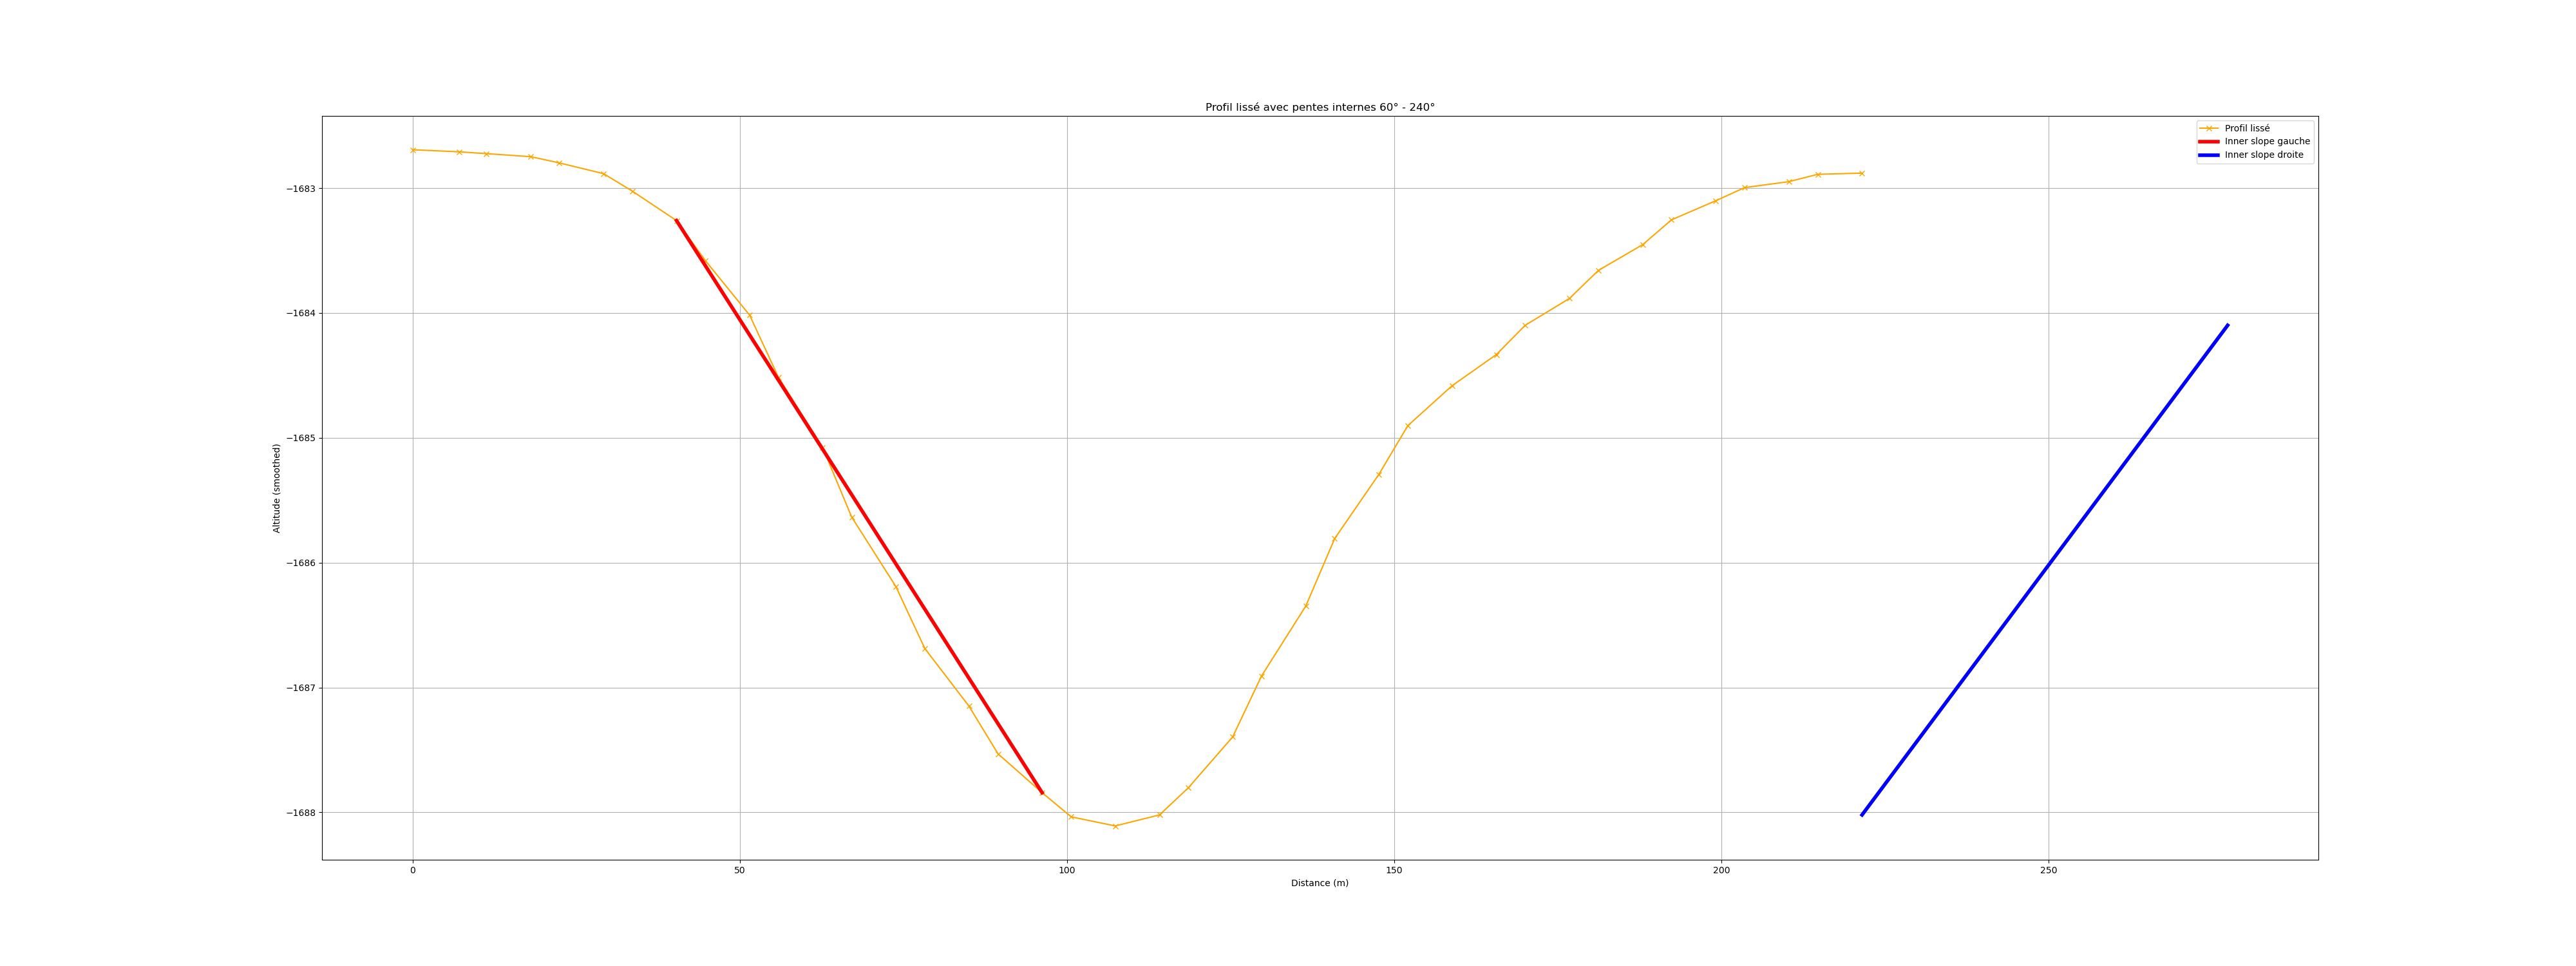 Profil lissé avec pentes internes 60° - 240°
Profil lissé
Inner slope gauche
Inner slope droite
Altitude (smoothed)
−1683
−1684
−1685
−1686
−1687
−1688
0
50
100
150
200
250
Distance (m)